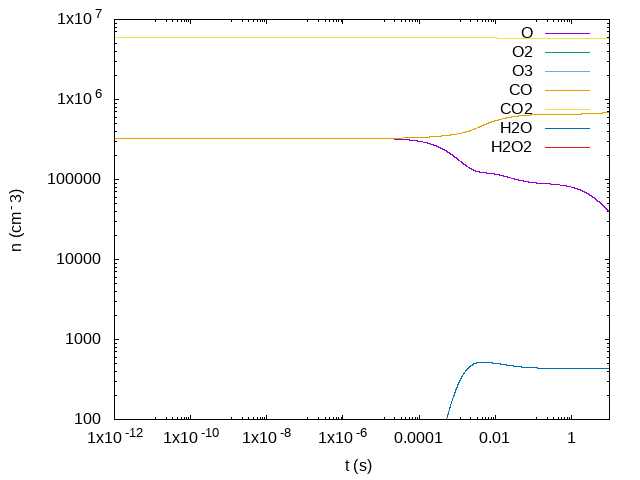 1x10^7
1x10^6
100000
10000
1000
100
n (cm^-3)
1x10^-12
1x10^-10
1x10^-8
1x10^-6
0.0001
0.01
1
t (s)
O
O2
O3
CO
CO2
H2O
H2O2